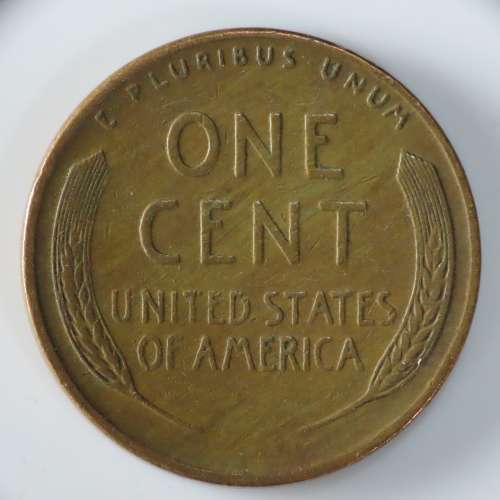 E PLURIBUS UNUM
ONE
CENT
UNITED STATES
OF AMERICA